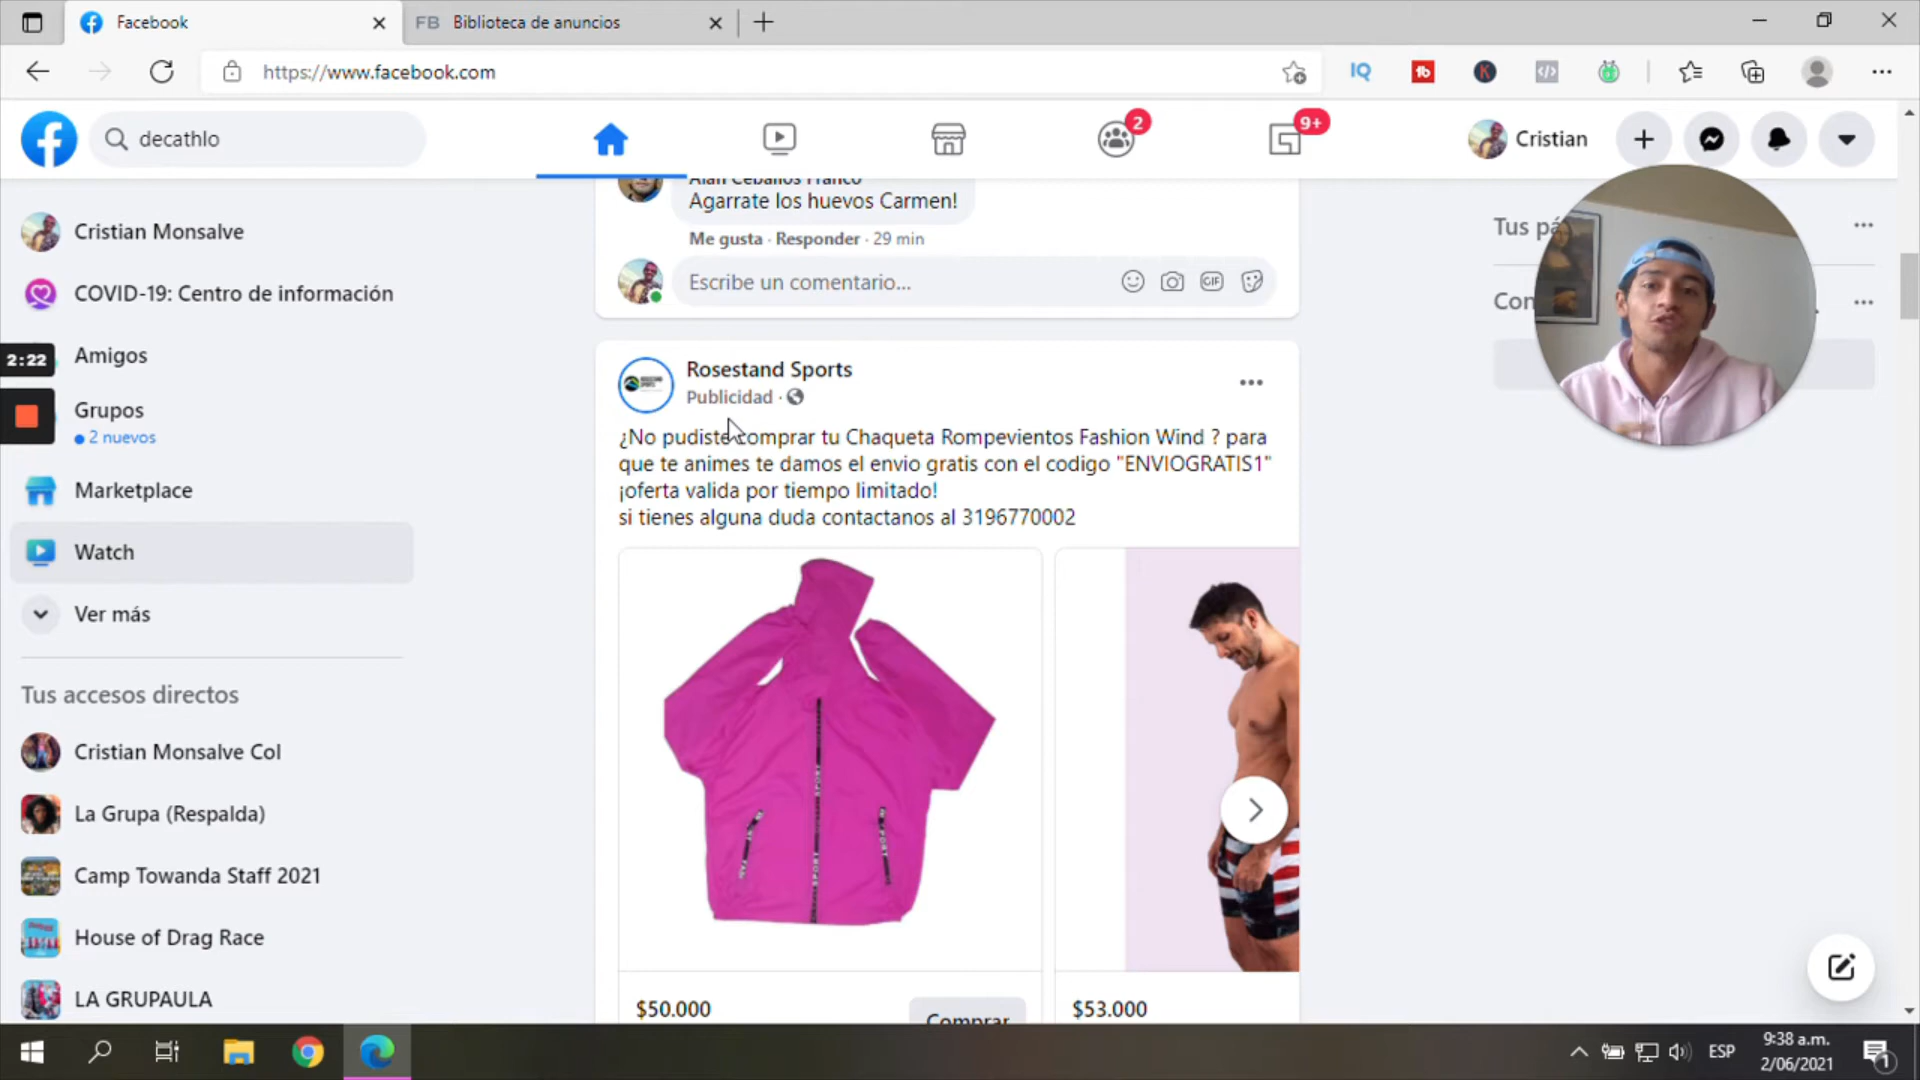 Facebook
FB Biblioteca de anuncios
https://www.facebook.com
IQ
K
decathlo
2
9+
Cristian
Alan Ceballos Franco
Agarrate los huevos Carmen!
Me gusta · Responder · 29 min
Escribe un comentario...
GIF
Cristian Monsalve
COVID-19: Centro de información
2:22
Amigos
Grupos
2 nuevos
Marketplace
Watch
Ver más
Tus accesos directos
Cristian Monsalve Col
La Grupa (Respalda)
Camp Towanda Staff 2021
House of Drag Race
LA GRUPAULA
Rosestand Sports
Publicidad ·
¿No pudiste comprar tu Chaqueta Rompevientos Fashion Wind ? para
que te animes te damos el envio gratis con el codigo "ENVIOGRATIS1"
¡oferta valida por tiempo limitado!
si tienes alguna duda contactanos al 3196770002
$50.000
Comprar
$53.000
Tus pá
Con
ESP
9:38 a.m.
2/06/2021
1